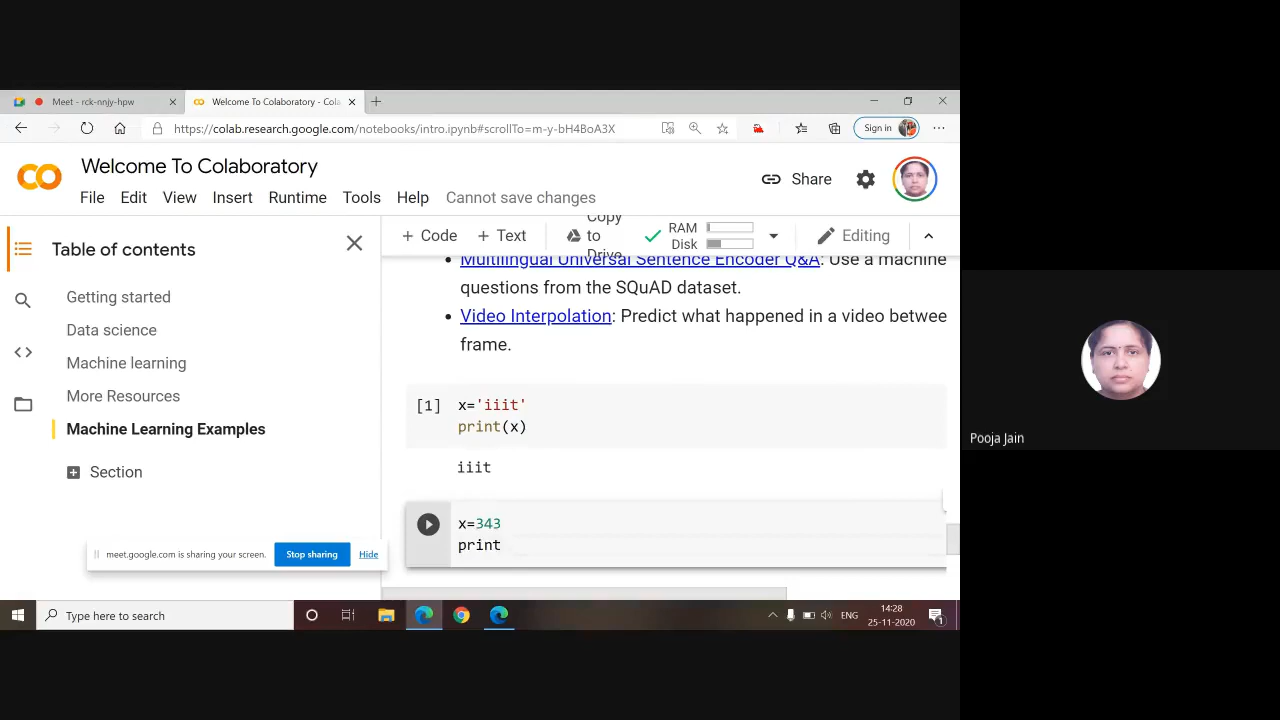 Meet - rck-nnjy-hpw
Welcome To Colaboratory - Cola
https://colab.research.google.com/notebooks/intro.ipynb#scrollTo=m-y-bH4BoA3X
Sign in
Welcome To Colaboratory
File Edit View Insert Runtime Tools Help Cannot save changes
Share
Table of contents
+ Code + Text
Copy to Drive
RAM
Disk
Editing
Getting started
Data science
Machine learning
More Resources
Machine Learning Examples
Section
Multilingual Universal Sentence Encoder Q&A: Use a machine
questions from the SQuAD dataset.
• Video Interpolation: Predict what happened in a video betwee
frame.
[1] x='iiit'
print(x)
iiit
x=343
print
meet.google.com is sharing your screen. Stop sharing Hide
Type here to search
ENG
14:28
25-11-2020
1
Pooja Jain